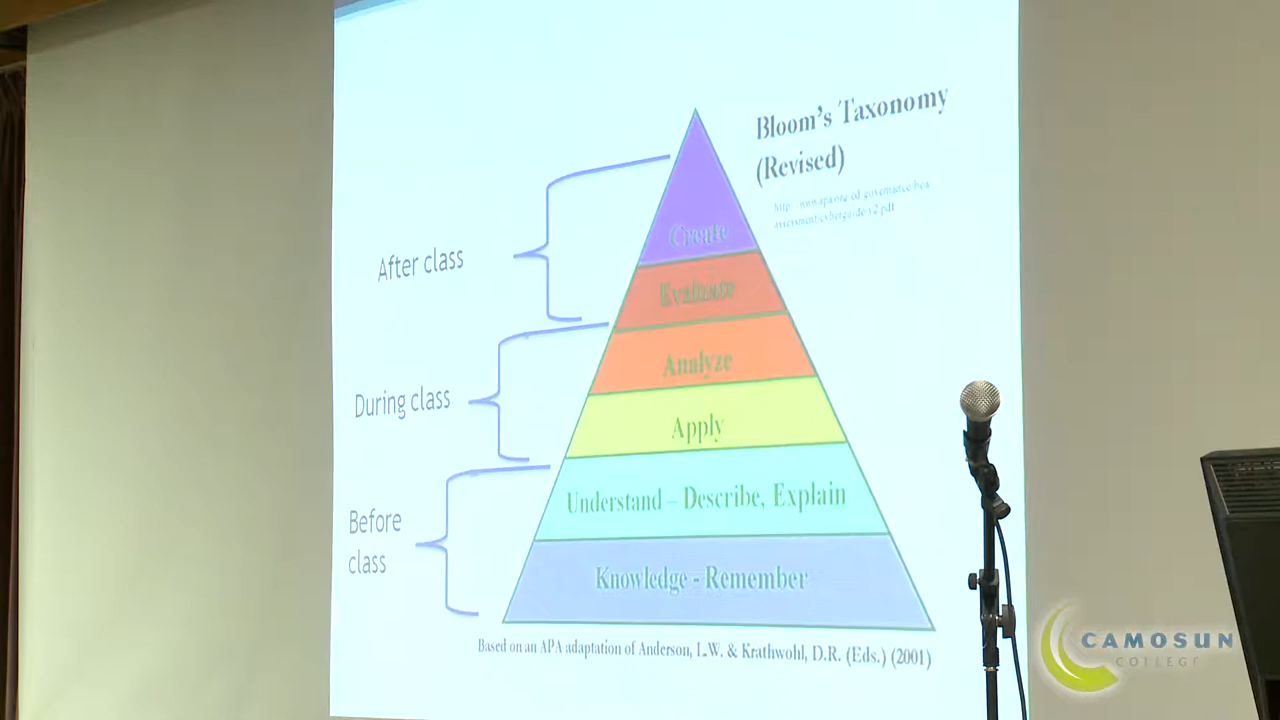 Bloom's Taxonomy
(Revised)
Create
After class
Evaluate
Analyze
During class
Apply
Understand – Describe, Explain
Before
class
Knowledge - Remember
Based on an APA adaptation of Anderson, L.W. & Krathwohl, D.R. (Eds.) (2001)
CAMOSUN
COLLEGE